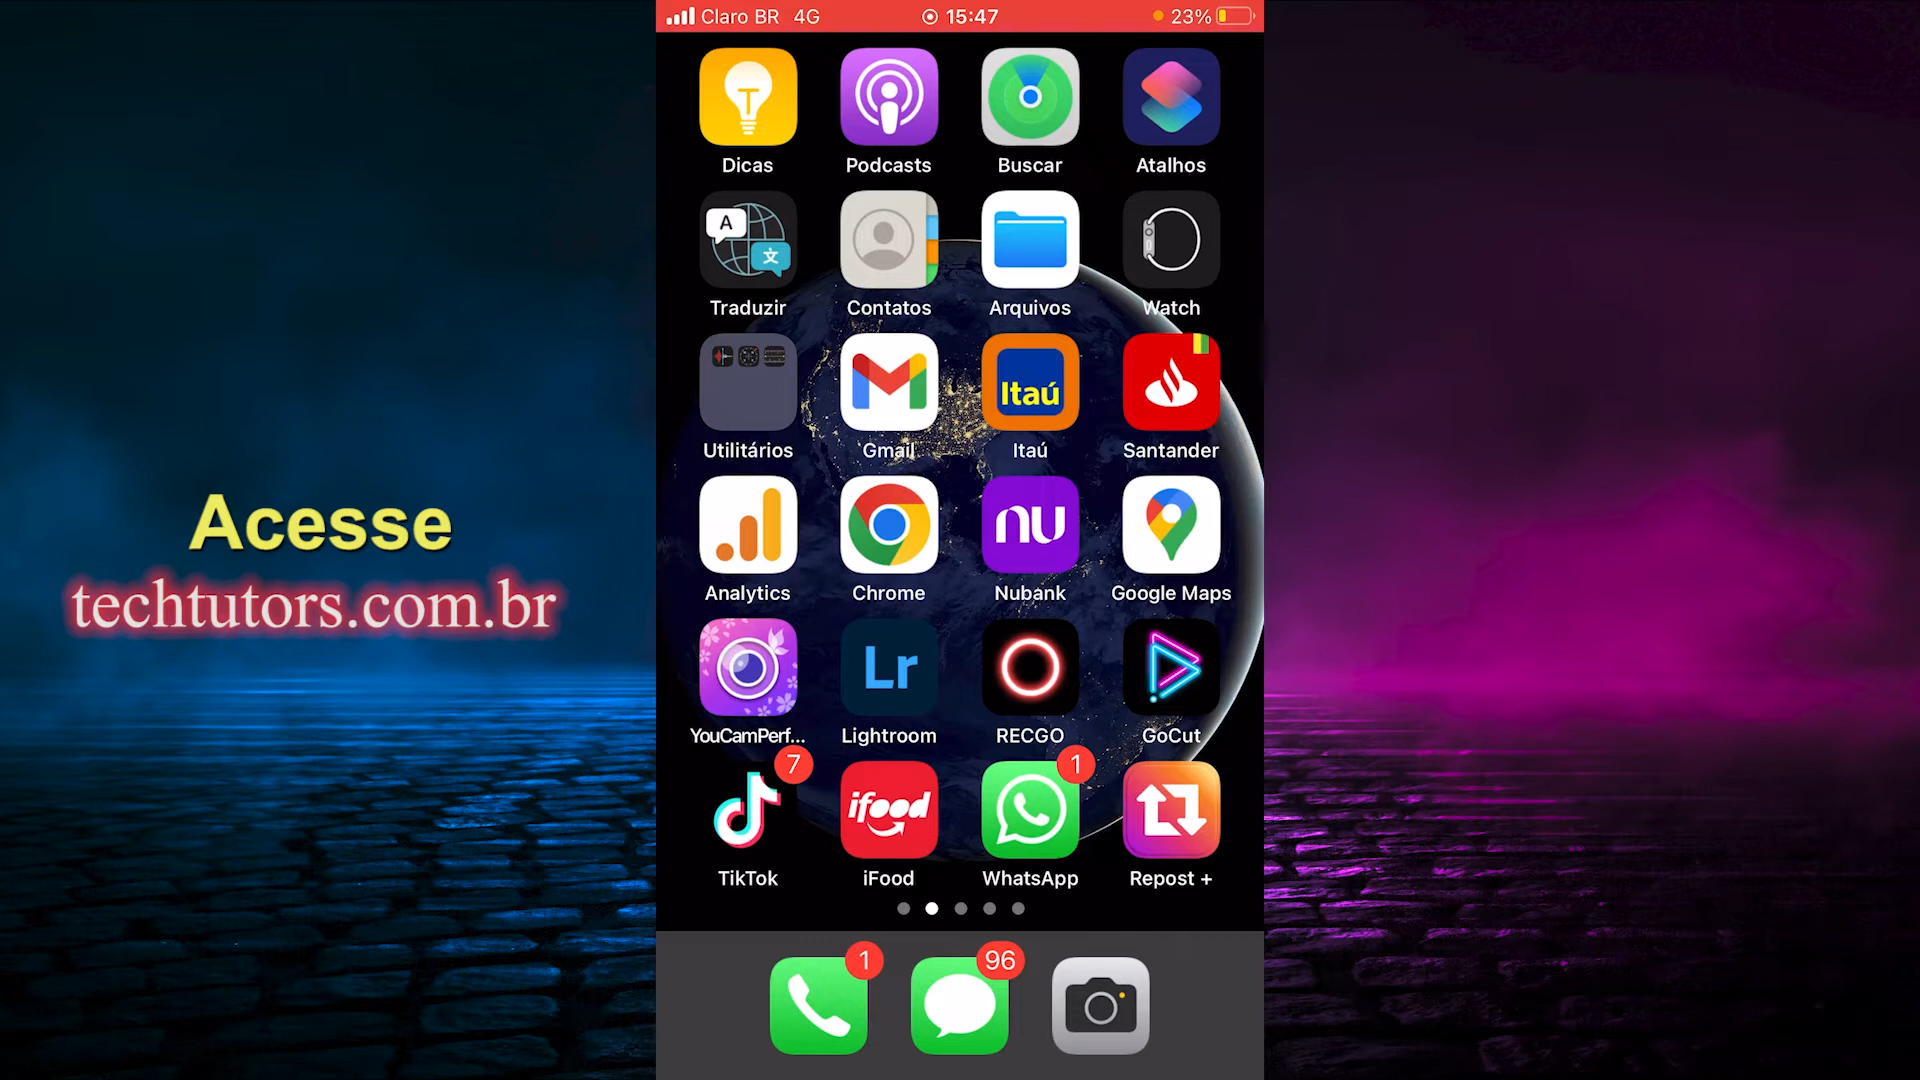 Claro BR 4G 15:47 23%
Dicas Podcasts Buscar Atalhos
A 文
Traduzir Contatos Arquivos Watch
Itaú
Utilitários Gmail Itaú Santander
nu
Analytics Chrome Nubank Google Maps
Acesse
techtutors.com.br
Lr
YouCamPerf... Lightroom RECGO GoCut
7 1
ifood
TikTok iFood WhatsApp Repost +
1 96